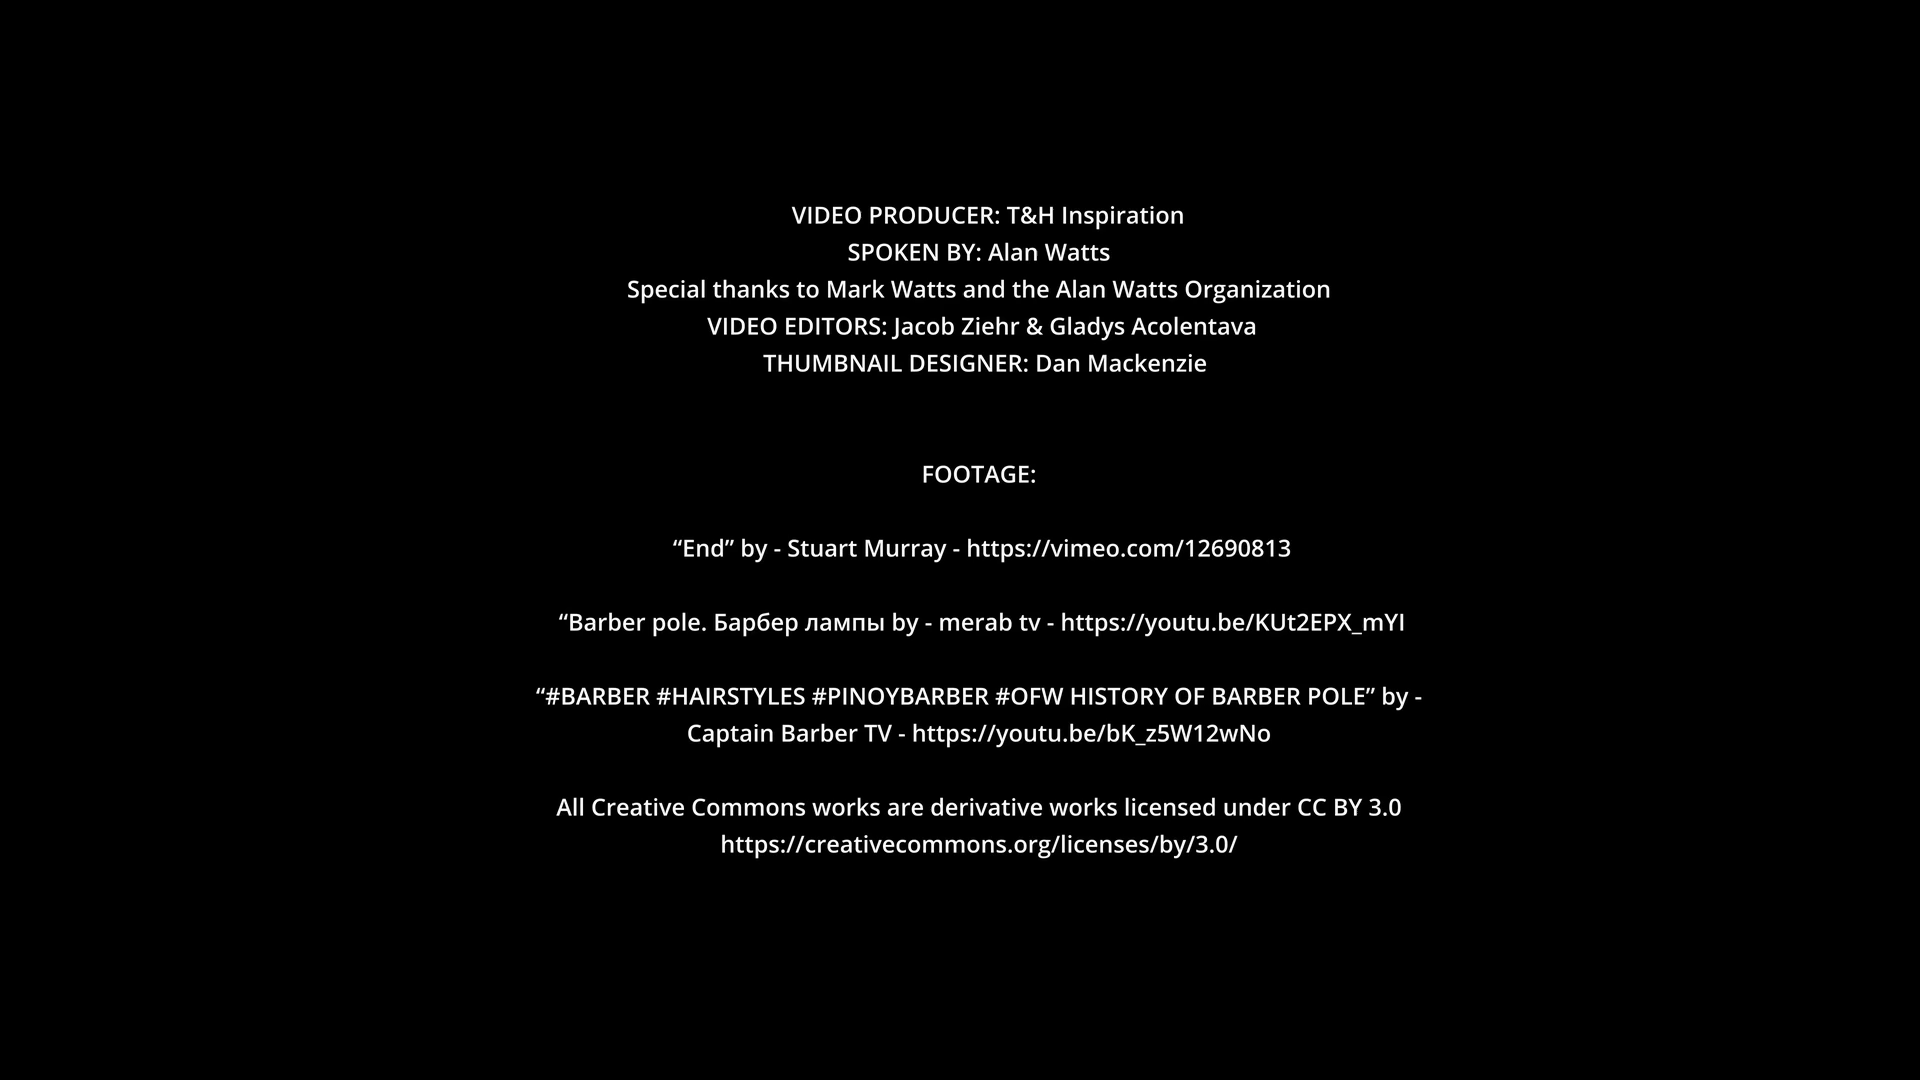 VIDEO PRODUCER: T&H Inspiration
SPOKEN BY: Alan Watts
Special thanks to Mark Watts and the Alan Watts Organization
VIDEO EDITORS: Jacob Ziehr & Gladys Acolentava
THUMBNAIL DESIGNER: Dan Mackenzie
FOOTAGE:
“End” by - Stuart Murray - https://vimeo.com/12690813
“Barber pole. Барбер лампы by - merab tv - https://youtu.be/KUt2EPX_mYI
“#BARBER #HAIRSTYLES #PINOYBARBER #OFW HISTORY OF BARBER POLE” by -
Captain Barber TV - https://youtu.be/bK_z5W12wNo
All Creative Commons works are derivative works licensed under CC BY 3.0
https://creativecommons.org/licenses/by/3.0/